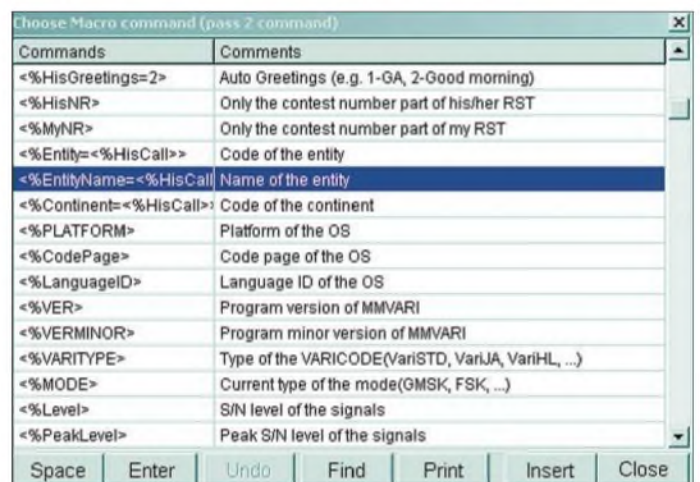 Choose Macro command (pass 2 command)
Commands Comments
<%HisGreetings=2> Auto Greetings (e.g. 1-GA, 2-Good morning)
<%HisNR> Only the contest number part of his/her RST
<%MyNR> Only the contest number part of my RST
<%Entity=<%HisCall>> Code of the entity
<%EntityName=<%HisCall Name of the entity
<%Continent=<%HisCall>> Code of the continent
<%PLATFORM> Platform of the OS
<%CodePage> Code page of the OS
<%LanguageID> Language ID of the OS
<%VER> Program version of MMVARI
<%VERMINOR> Program minor version of MMVARI
<%VARITYPE> Type of the VARICODE(VariSTD, VariJA, VariHL, ...)
<%MODE> Current type of the mode(GMSK, FSK, ...)
<%Level> S/N level of the signals
<%PeakLevel> Peak S/N level of the signals
Space Enter Undo Find Print Insert Close